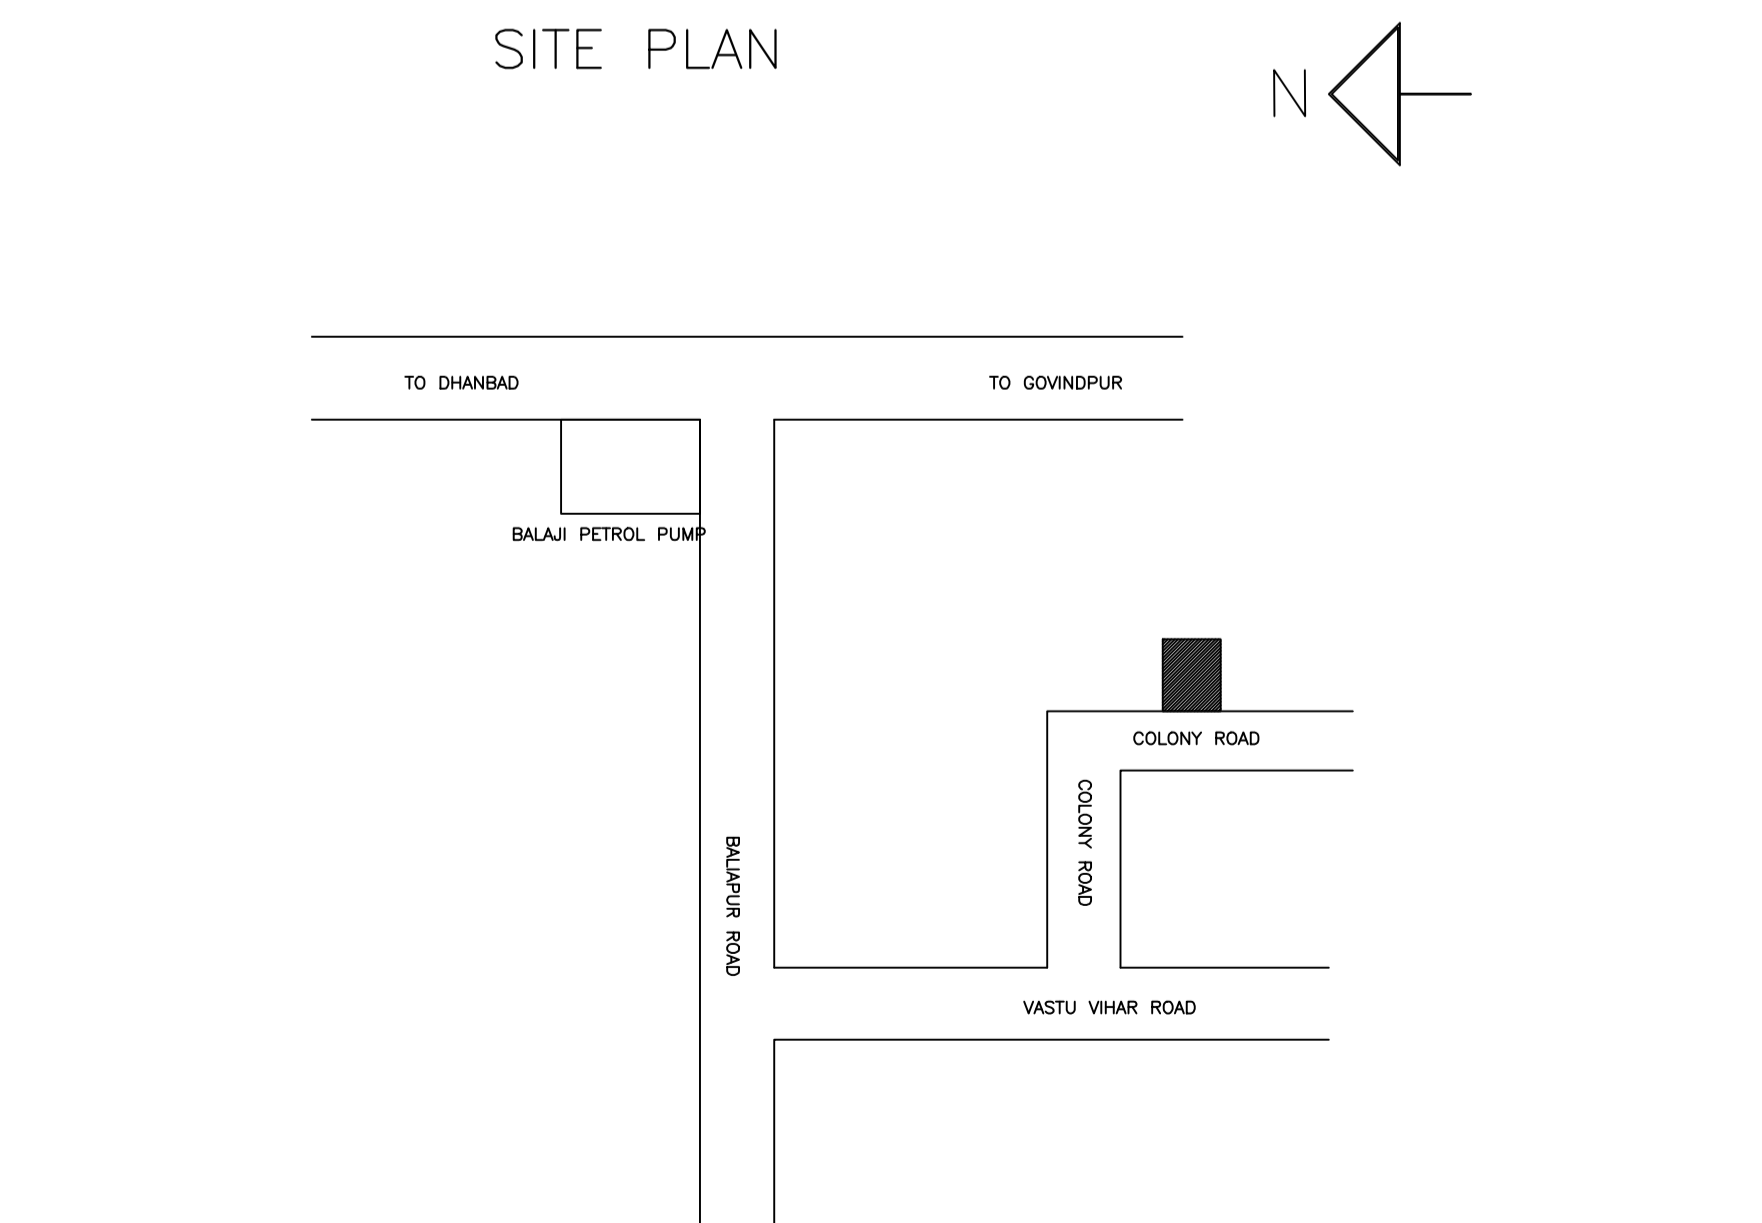 SITE PLAN
N
TO DHANBAD
TO GOVINDPUR
BALAJI PETROL PUMP
COLONY ROAD
COLONY ROAD
BALIAPUR ROAD
VASTU VIHAR ROAD